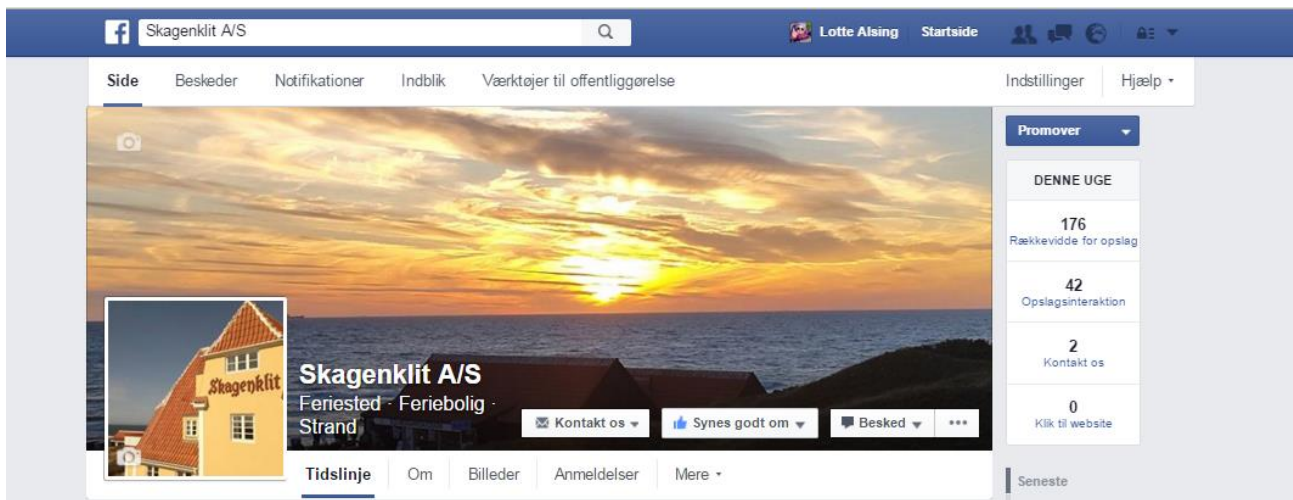 Skagenklit A/S
Lotte Alsing Startside
Side Beskeder Notifikationer Indblik Værktøjer til offentliggørelse Indstillinger Hjælp
Promover
DENNE UGE
176
Rækkevidde for opslag
42
Opslagsinteraktion
2
Kontakt os
0
Klik til website
Seneste
Skagenklit
Skagenklit A/S
Feriested · Feriebolig ·
Strand
Kontakt os Synes godt om Besked
Tidslinje Om Billeder Anmeldelser Mere